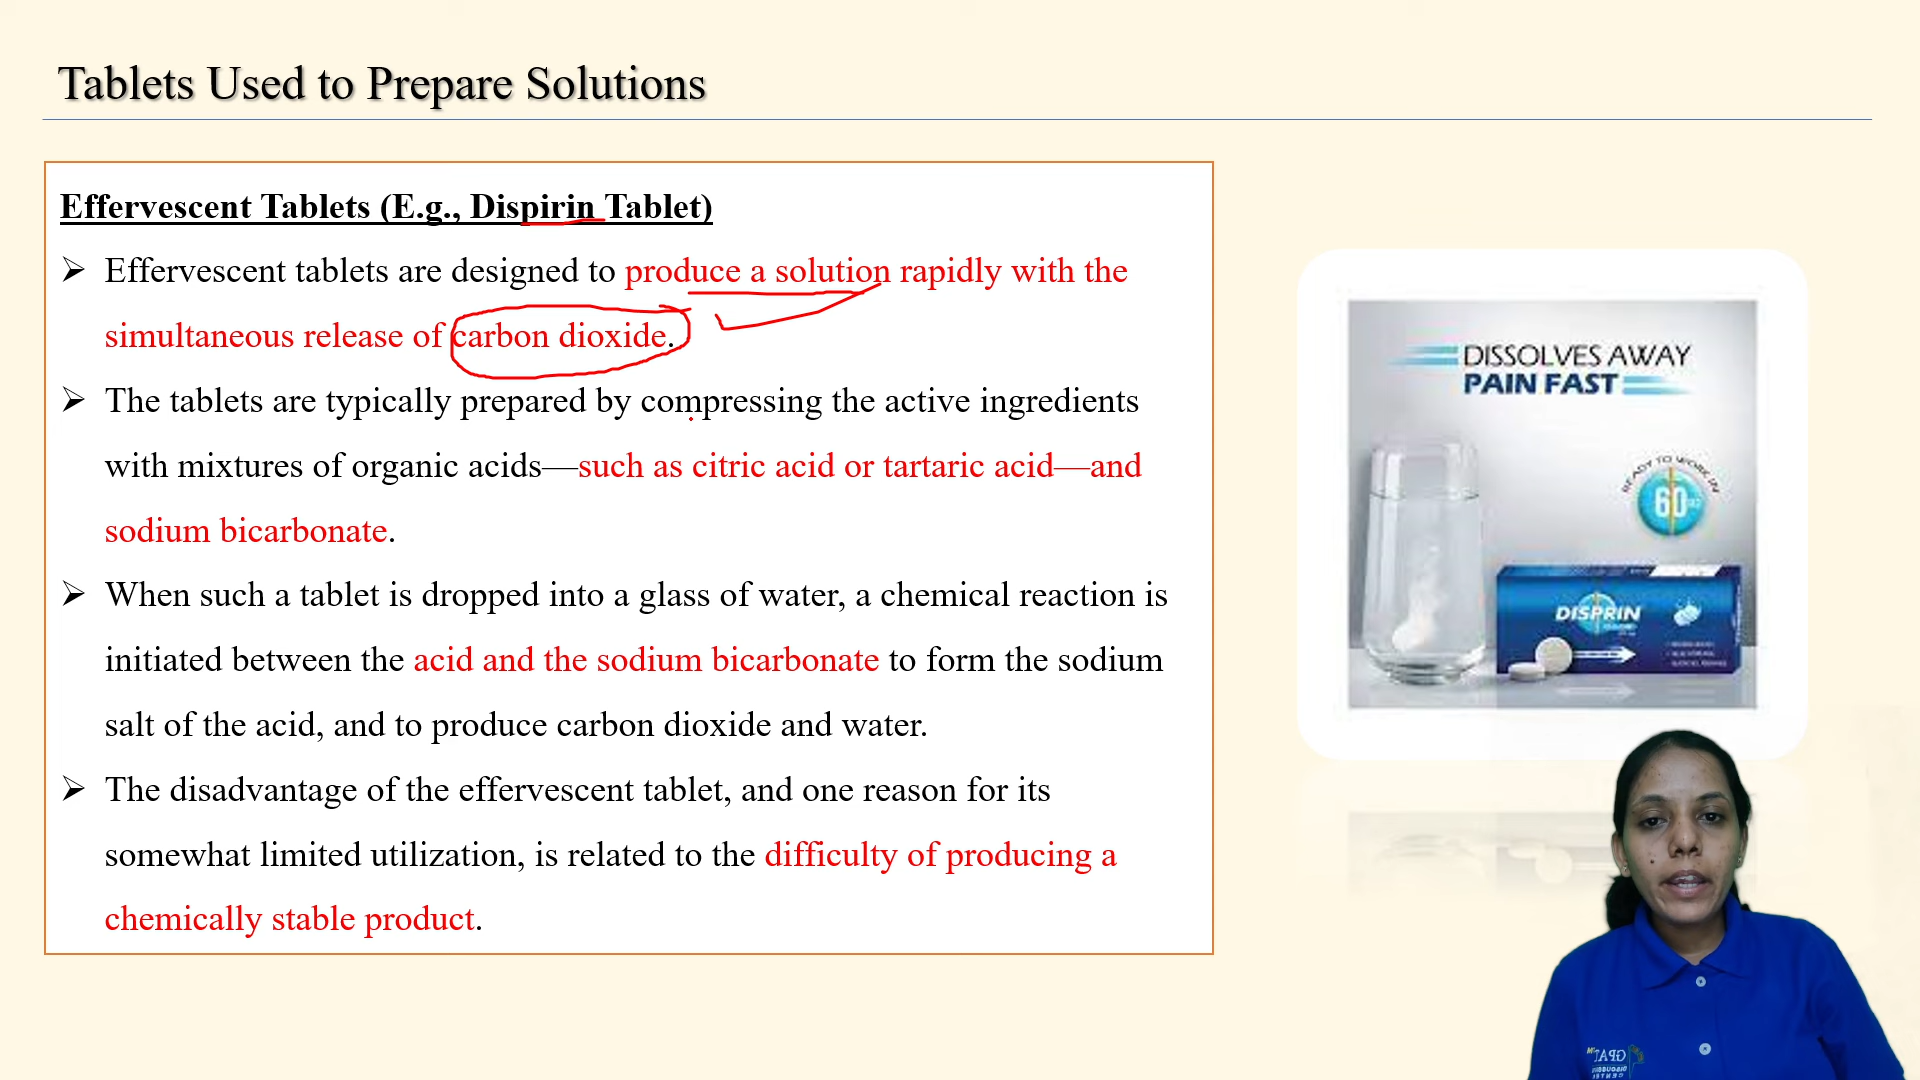 Tablets Used to Prepare Solutions
Effervescent Tablets (E.g., Dispirin Tablet)
➢ Effervescent tablets are designed to produce a solution rapidly with the
simultaneous release of carbon dioxide.
➢ The tablets are typically prepared by compressing the active ingredients
with mixtures of organic acids—such as citric acid or tartaric acid—and
sodium bicarbonate.
➢ When such a tablet is dropped into a glass of water, a chemical reaction is
initiated between the acid and the sodium bicarbonate to form the sodium
salt of the acid, and to produce carbon dioxide and water.
➢ The disadvantage of the effervescent tablet, and one reason for its
somewhat limited utilization, is related to the difficulty of producing a
chemically stable product.
DISSOLVES AWAY
PAIN FAST
READY TO WORK IN
60
DISPRIN
GPAT